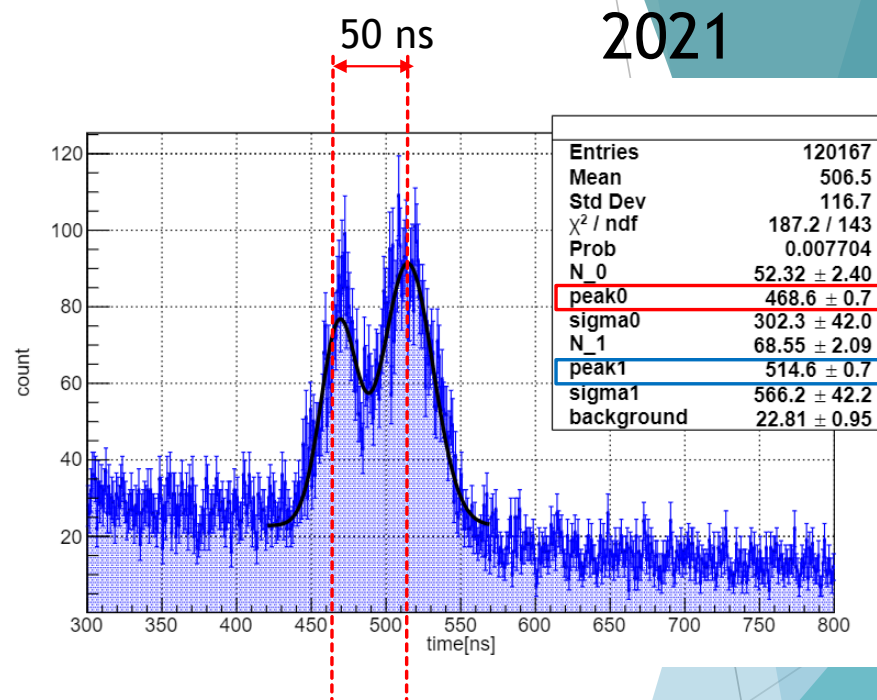 50 ns
2021
Entries 120167
Mean 506.5
Std Dev 116.7
χ² / ndf 187.2 / 143
Prob 0.007704
N_0 52.32 ± 2.40
peak0 468.6 ± 0.7
sigma0 302.3 ± 42.0
N_1 68.55 ± 2.09
peak1 514.6 ± 0.7
sigma1 566.2 ± 42.2
background 22.81 ± 0.95
120
100
80
60
40
20
count
300 350 400 450 500 550 600 650 700 750 800
time[ns]